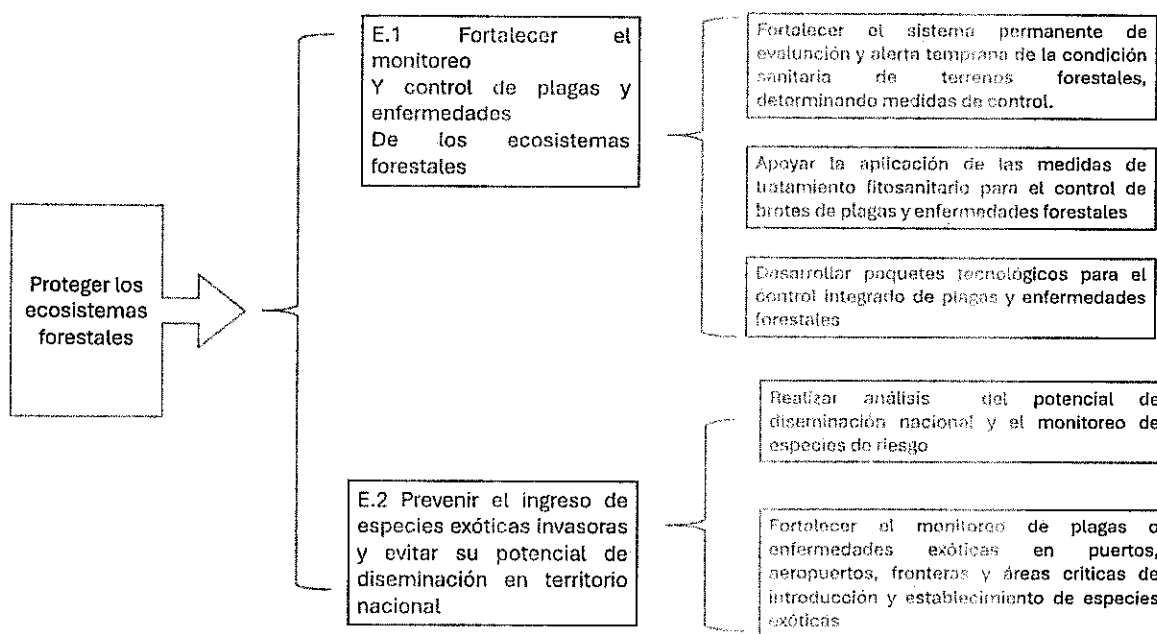 Proteger los
ecosistemas
forestales
E.1 Fortalecer el
monitoreo
Y control de plagas y
enfermedades
De los ecosistemas
forestales
Fortalecer el sistema permanente de
evaluación y alerta temprana de la condición
sanitaria de terrenos forestales,
determinando medidas de control.
Apoyar la aplicación de las medidas de
tratamiento fitosanitario para el control de
brotes de plagas y enfermedades forestales
Desarrollar paquetes tecnológicos para el
control integrado de plagas y enfermedades
forestales
E.2 Prevenir el ingreso de
especies exóticas invasoras
y evitar su potencial de
diseminación en territorio
nacional
Realizar análisis del potencial de
diseminación nacional y el monitoreo de
especies de riesgo
Fortalecer el monitoreo de plagas o
enfermedades exóticas en puertos,
aeropuertos, fronteras y áreas criticas de
introducción y establecimiento de especies
exóticas